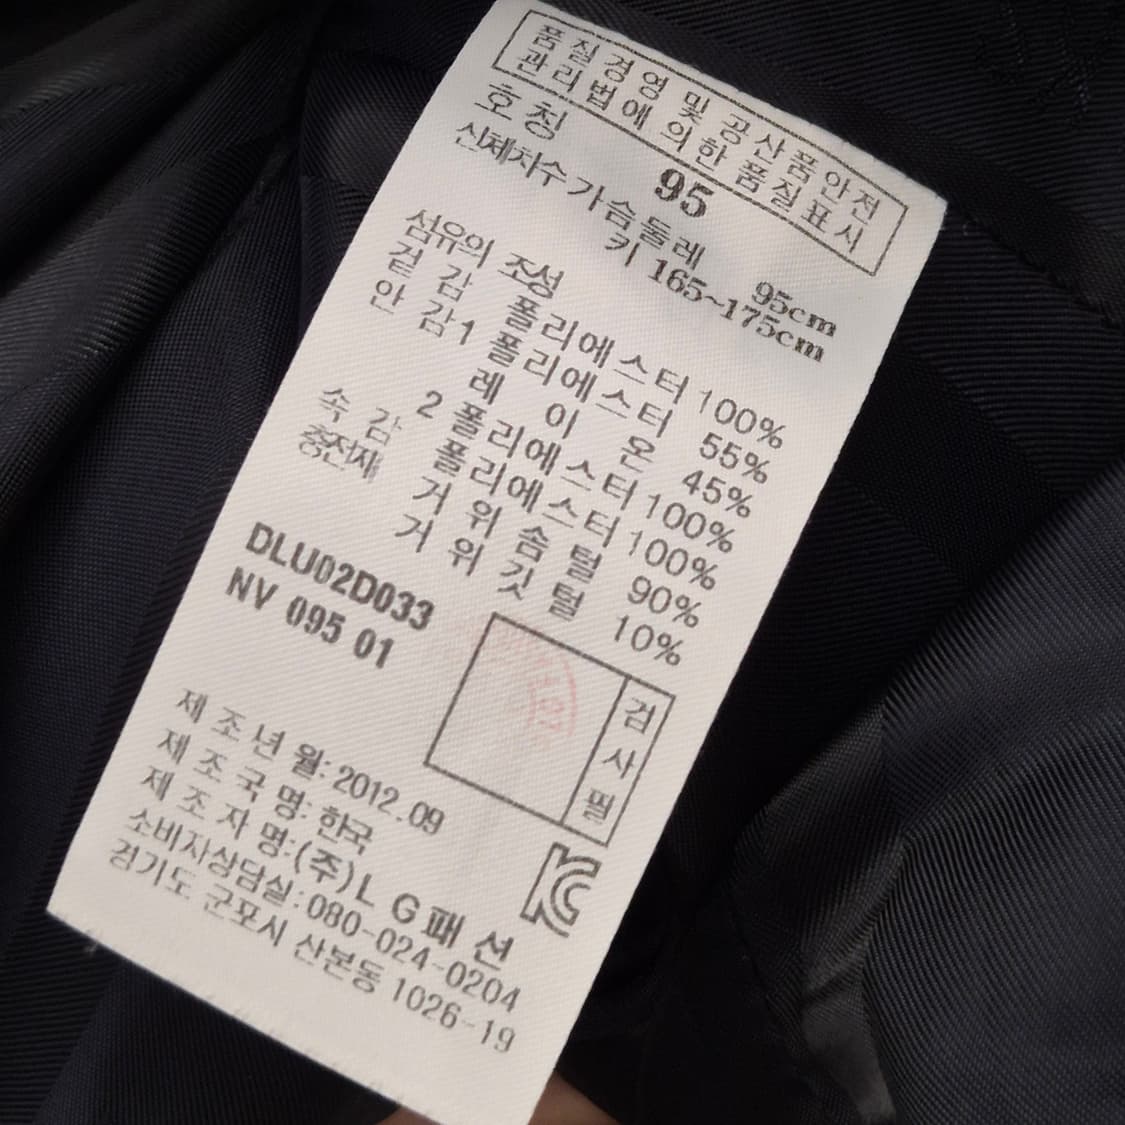 품질경영 및 공산품안전
관리법에 의한 품질표시
호칭 95
신체차수 가슴둘레 95cm
키 165~175cm
섬유의 조성
겉감 폴리에스터 100%
안감1 폴리에스터 55%
레이온 45%
2 폴리에스터 100%
속감 폴리에스터 100%
충전재 거위솜털 90%
거위깃털 10%
DLU02D033
NV 095 01
검사필
제조년월: 2012.09
제조국명: 한국
제조자명:(주)LG패션
소비자상담실:080-024-0204
경기도 군포시 산본동 1026-19